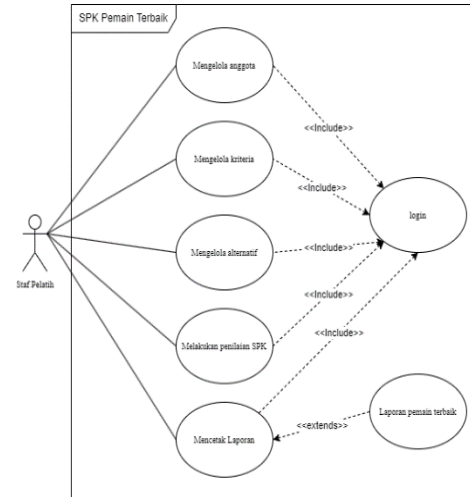 SPK Pemain Terbaik
Mengelola anggota
<<Include>>
Mengelola kriteria
<<Include>>
login
Mengelola alternatif
<<Include>>
Staf Pelatih
<<Include>>
Melakukan penilaian SPK
<<Include>>
Laporan pemain terbaik
Mencetak Laporan
<<extends>>